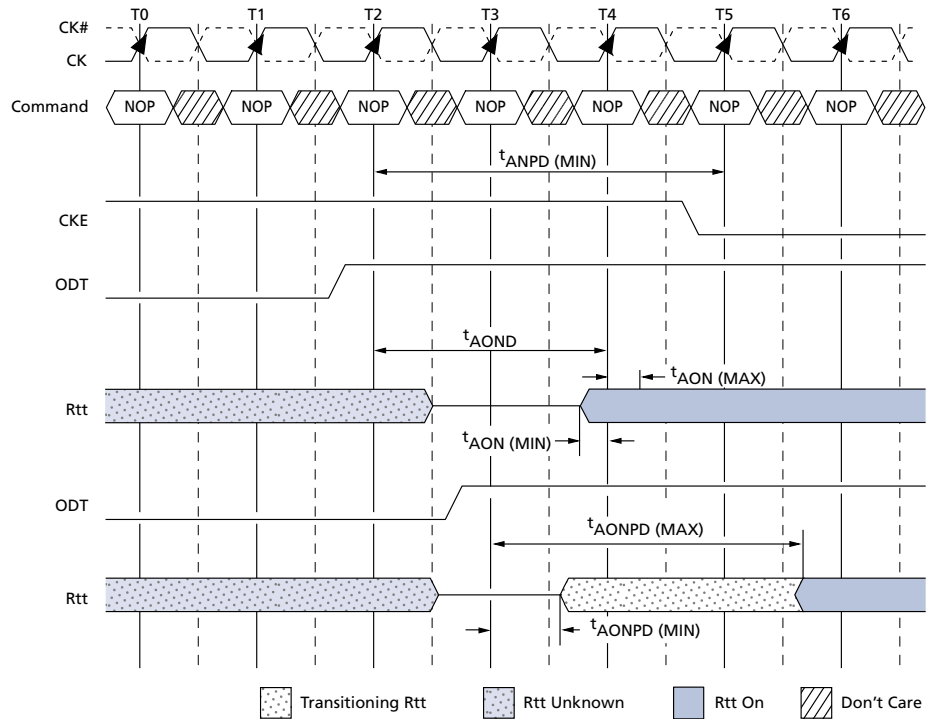 T0 T1 T2 T3 T4 T5 T6
CK#
CK
Command NOP NOP NOP NOP NOP NOP NOP
tANPD (MIN)
CKE
ODT
tAOND
tAON (MAX)
Rtt
tAON (MIN)
ODT
tAONPD (MAX)
Rtt
tAONPD (MIN)
Transitioning Rtt Rtt Unknown Rtt On Don't Care